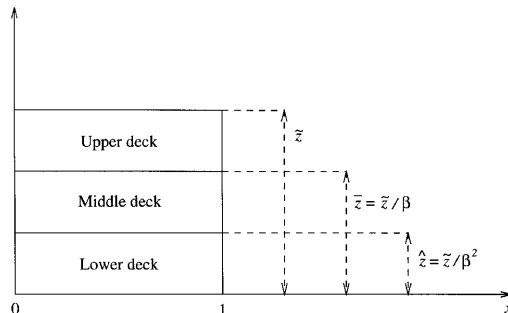 Upper deck
z̃
Middle deck
z̄ = z̃ / β
Lower deck
ẑ = z̃ / β²
0
1